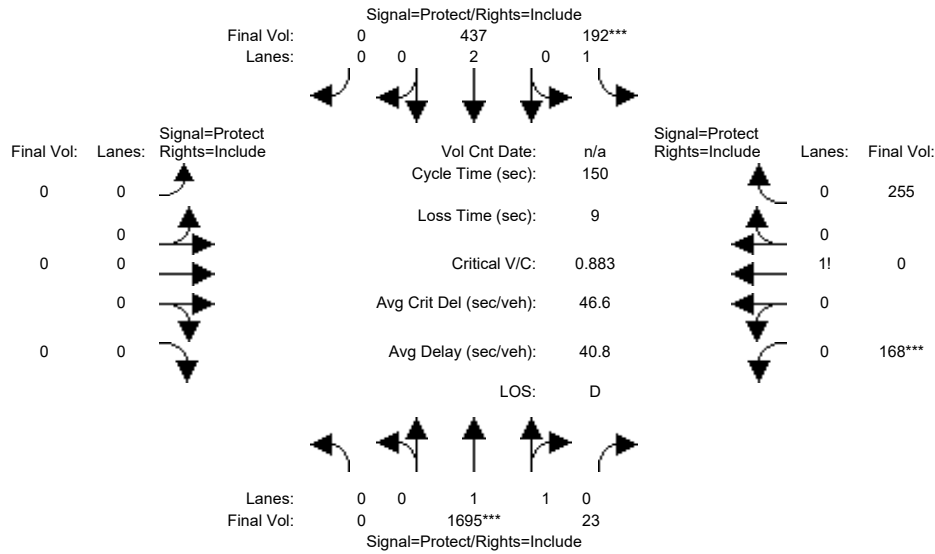 Signal=Protect/Rights=Include
Final Vol: 0 437 192***
Lanes: 0 0 2 0 1
Signal=Protect Signal=Protect
Final Vol: Lanes: Rights=Include Vol Cnt Date: n/a Rights=Include Lanes: Final Vol:
Cycle Time (sec): 150
0 0 0 255
Loss Time (sec): 9
0 0
0 0 Critical V/C: 0.883 1! 0
0 Avg Crit Del (sec/veh): 46.6 0
0 0 Avg Delay (sec/veh): 40.8 0 168***
LOS: D
Lanes: 0 0 1 1 0
Final Vol: 0 1695*** 23
Signal=Protect/Rights=Include